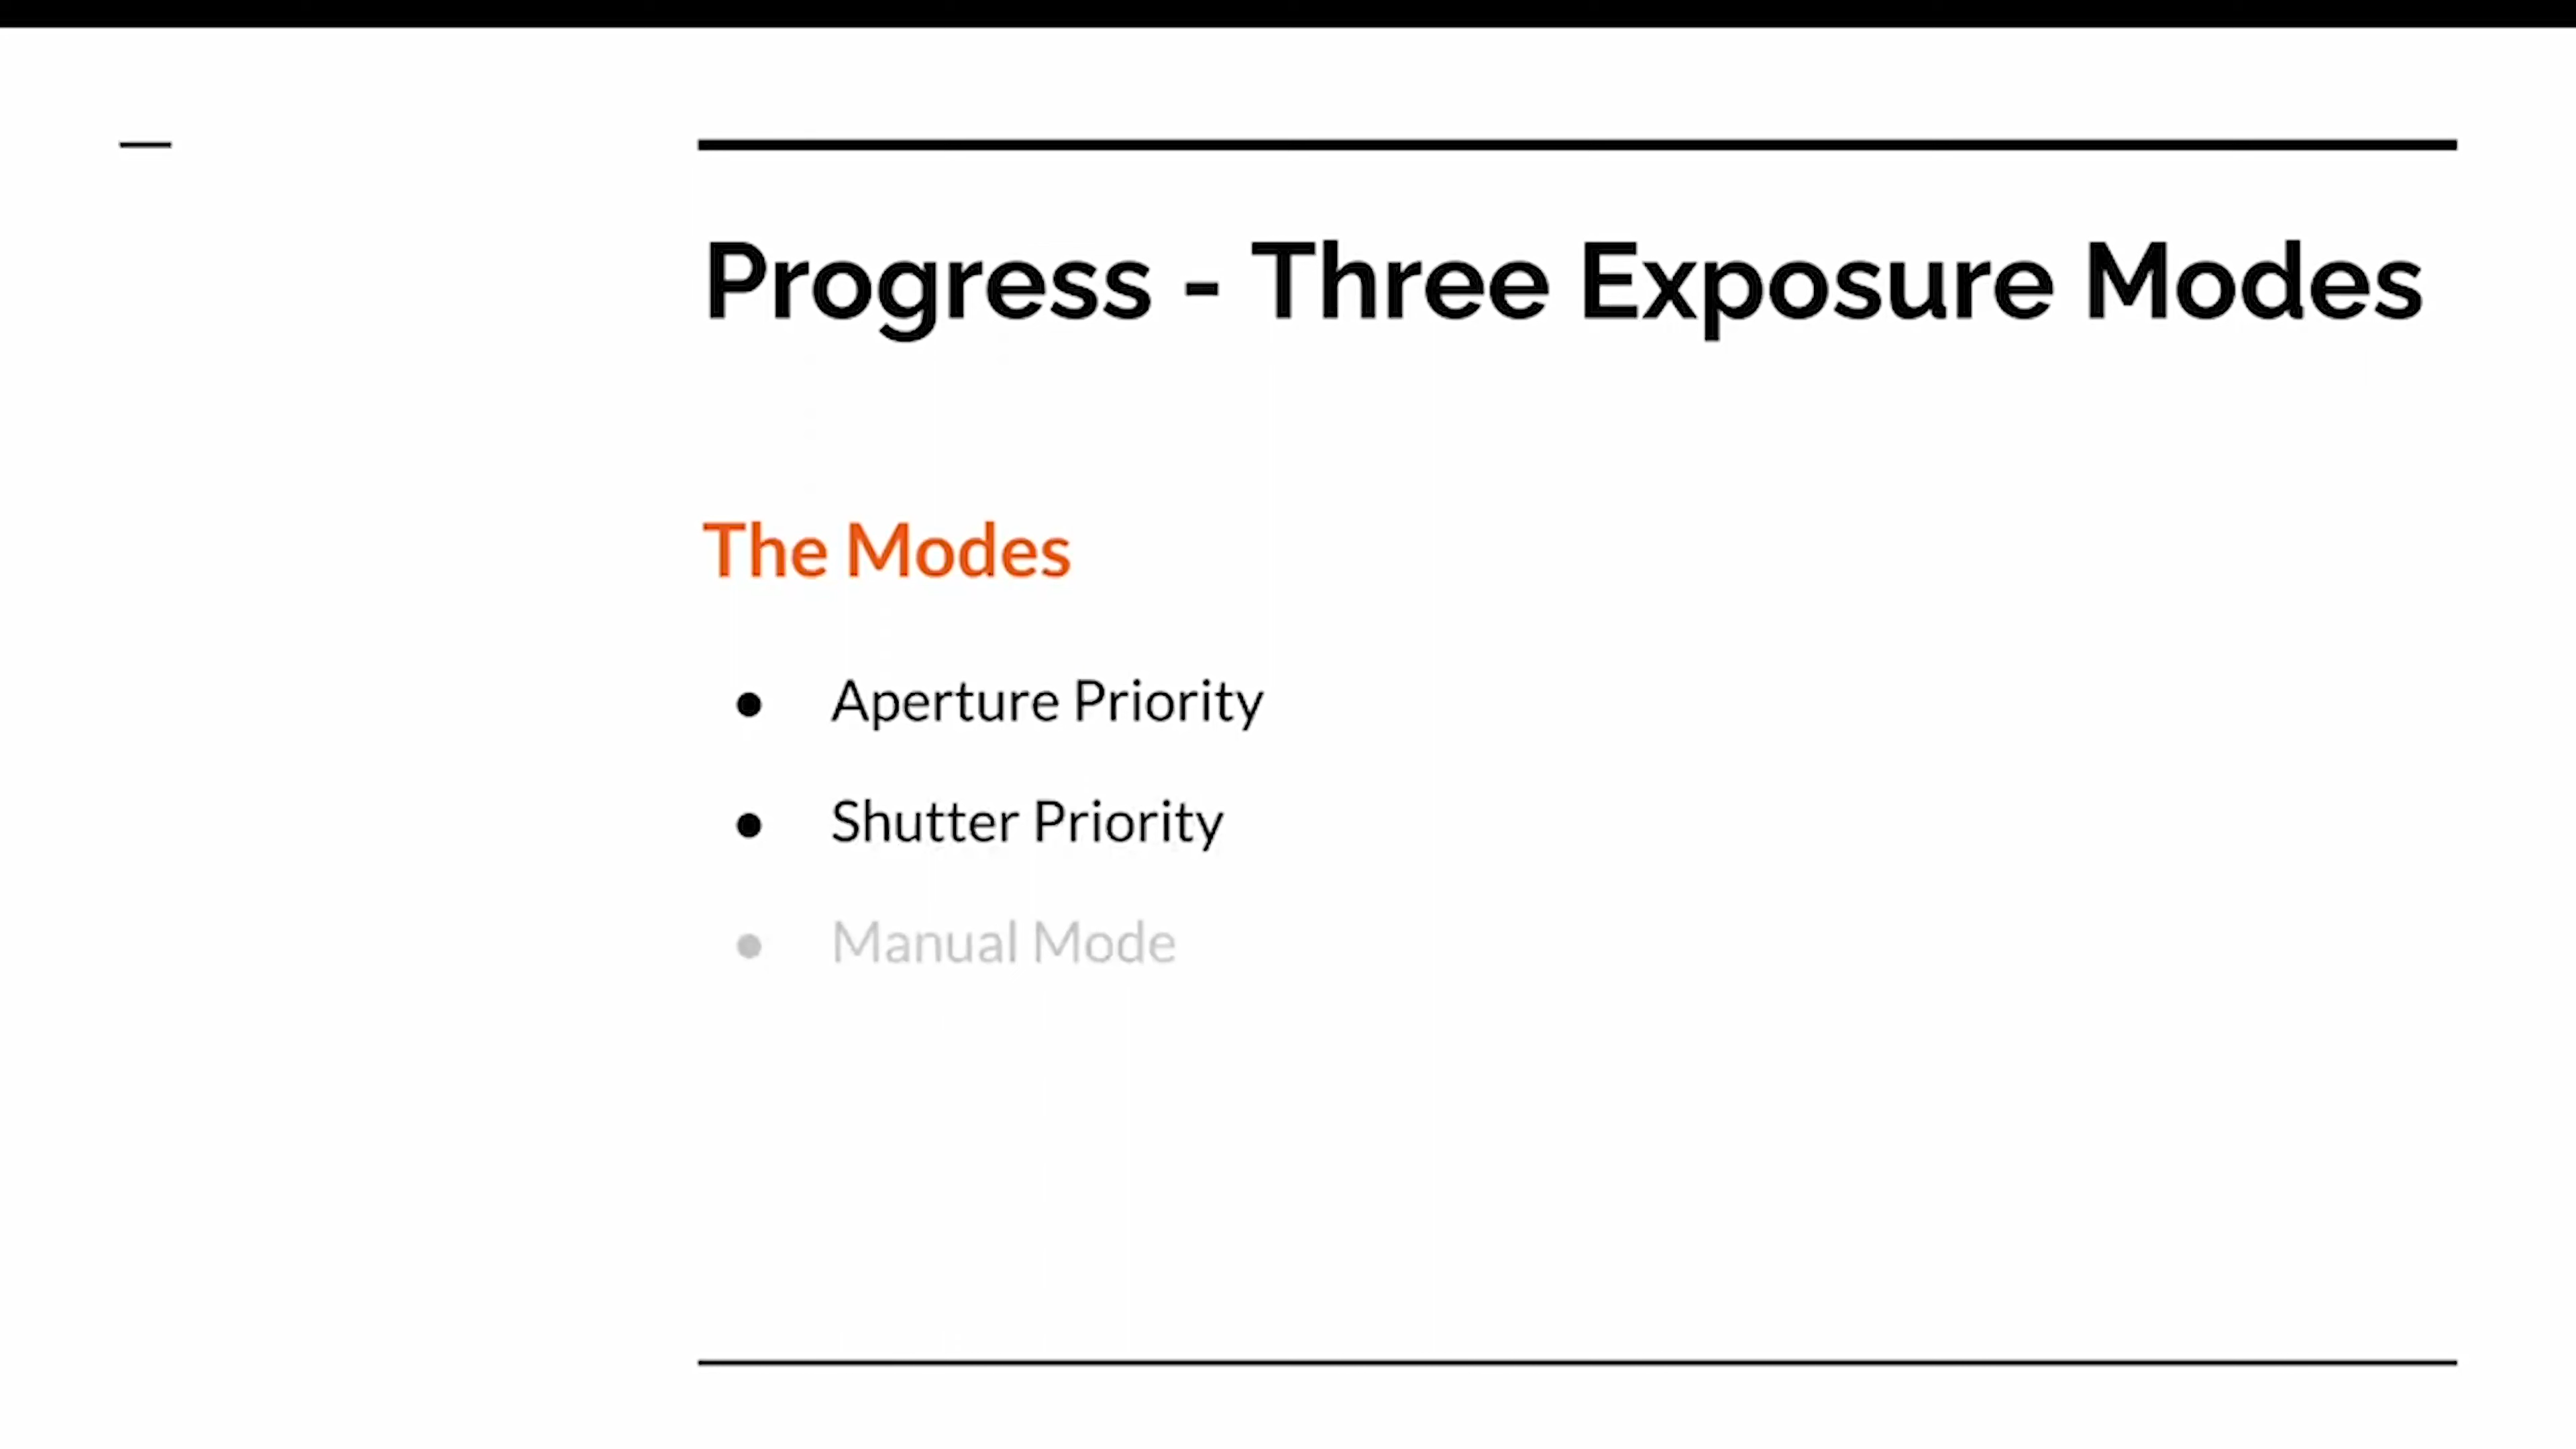 Progress - Three Exposure Modes
The Modes
● Aperture Priority
● Shutter Priority
● Manual Mode